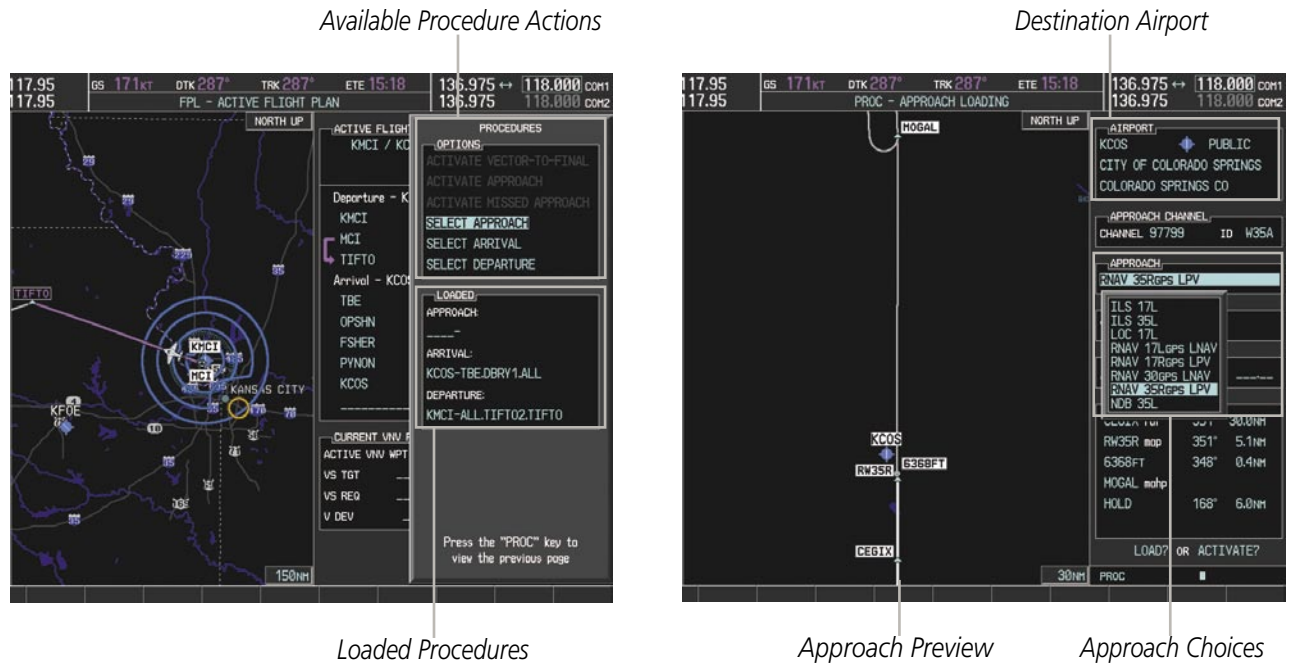 Available Procedure Actions
Destination Airport
117.95
117.95
GS 171KT DTK 287° TRK 287° ETE 15:18
FPL – ACTIVE FLIGHT PLAN
136.975 ↔ 118.000 COM1
136.975 118.000 COM2
NORTH UP
TIFTO
KMCI
MCI
KANSAS CITY
KFOE
150NM
ACTIVE FLIGH
KMCI / KC
Departure – K
KMCI
MCI
TIFTO
Arrival – KCOS
TBE
OPSHN
FSHER
PYNON
KCOS
CURRENT VNV P
ACTIVE VNV WPT
VS TGT
VS REQ
V DEV
PROCEDURES
OPTIONS
ACTIVATE VECTOR-TO-FINAL
ACTIVATE APPROACH
ACTIVATE MISSED APPROACH
SELECT APPROACH
SELECT ARRIVAL
SELECT DEPARTURE
LOADED
APPROACH:
____-
ARRIVAL:
KCOS-TBE.DBRY1.ALL
DEPARTURE:
KMCI-ALL.TIFTO2.TIFTO
Press the "PROC" key to
view the previous page
117.95
117.95
GS 171KT DTK 287° TRK 287° ETE 15:18
PROC – APPROACH LOADING
136.975 ↔ 118.000 COM1
136.975 118.000 COM2
NORTH UP
MOGAL
KCOS
RW35R
6368FT
CEGIX
30NM
AIRPORT
KCOS PUBLIC
CITY OF COLORADO SPRINGS
COLORADO SPRINGS CO
APPROACH CHANNEL
CHANNEL 97799 ID W35A
APPROACH
RNAV 35RGPS LPV
ILS 17L
ILS 35L
LOC 17L
RNAV 17LGPS LNAV
RNAV 17RGPS LPV
RNAV 30GPS LNAV
RNAV 35RGPS LPV
NDB 35L
RW35R map 351° 5.1NM
6368FT 348° 0.4NM
MOGAL mahp
HOLD 168° 6.0NM
LOAD? OR ACTIVATE?
PROC
Loaded Procedures
Approach Preview
Approach Choices